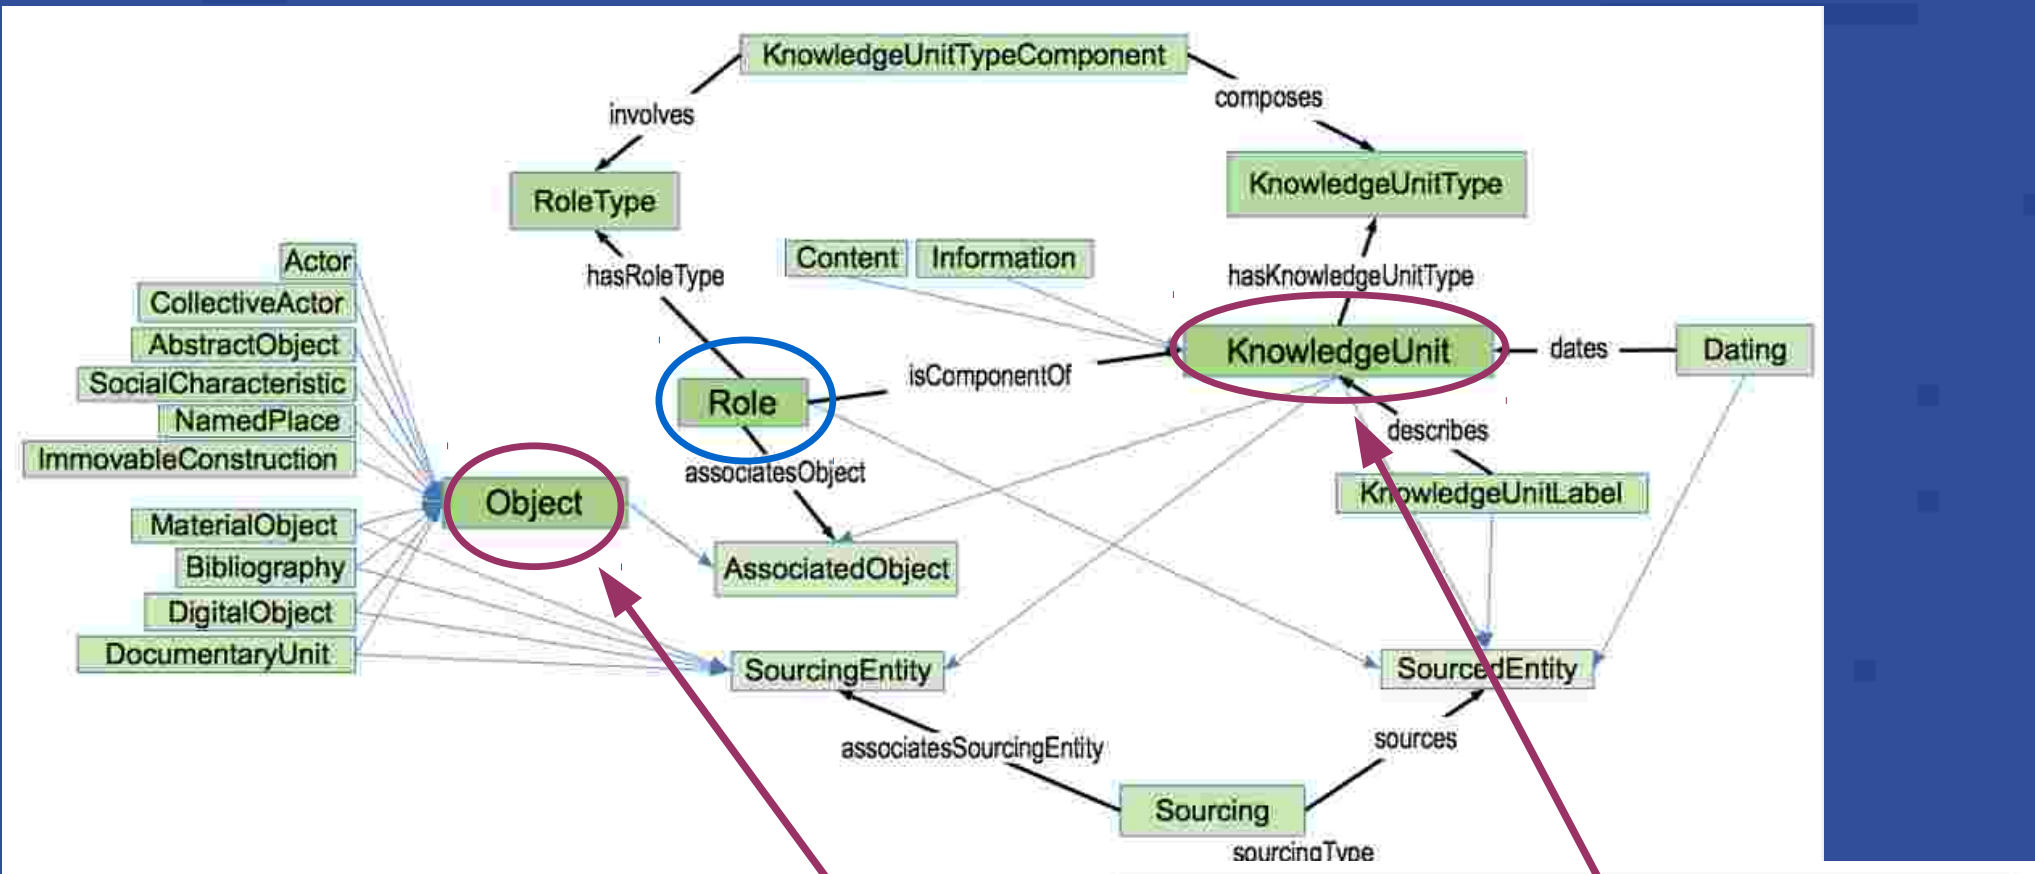 KnowledgeUnitTypeComponent
composes
involves
KnowledgeUnitType
RoleType
Content
Information
Actor
hasRoleType
hasKnowledgeUnitType
CollectiveActor
AbstractObject
KnowledgeUnit
dates
Dating
isComponentOf
SocialCharacteristic
Role
NamedPlace
describes
ImmovableConstruction
associatesObject
KnowledgeUnitLabel
Object
MaterialObject
Bibliography
AssociatedObject
DigitalObject
DocumentaryUnit
SourcingEntity
SourcedEntity
associatesSourcingEntity
sources
Sourcing
sourcingType